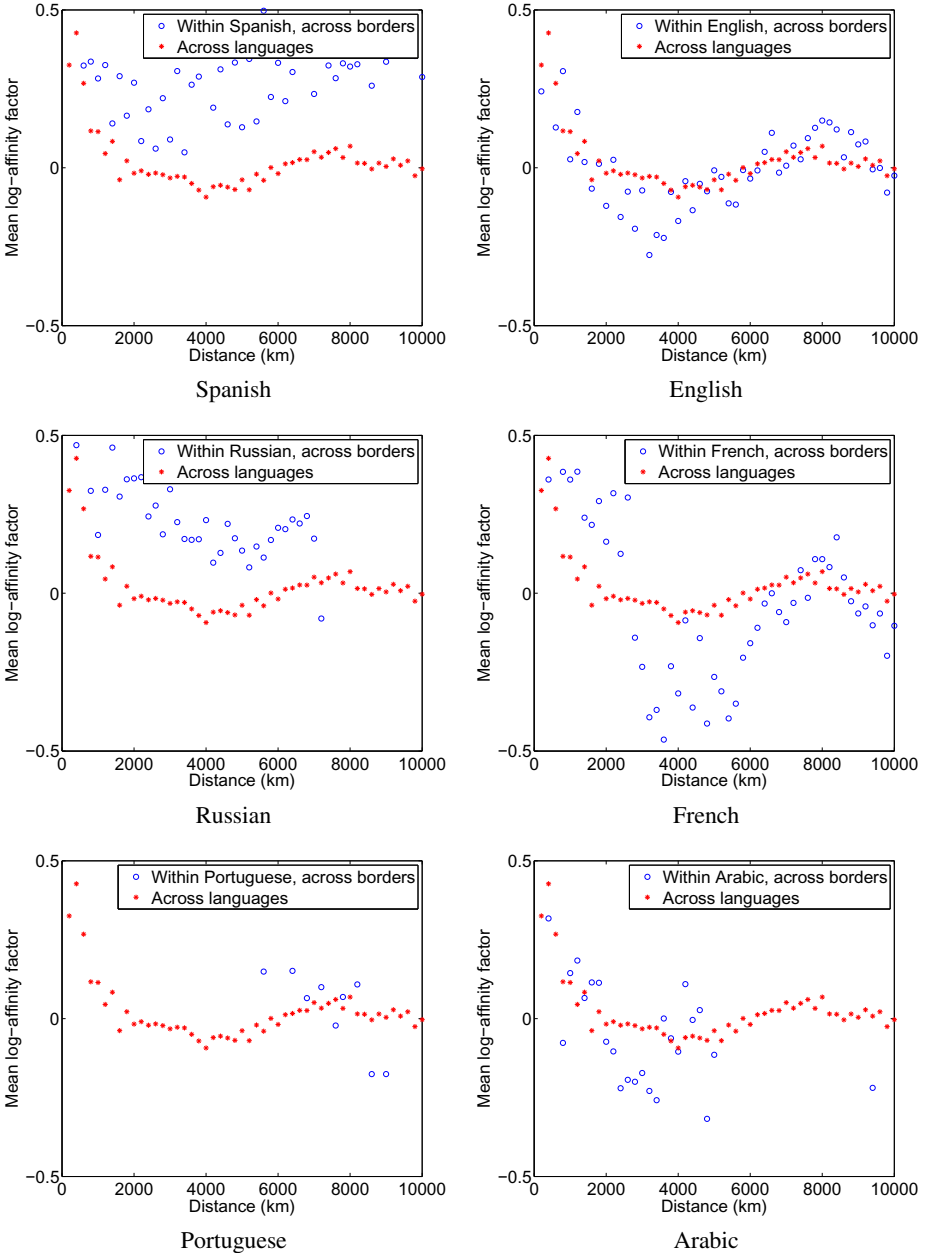 0.5
0
−0.5
Mean log−affinity factor
Within Spanish, across borders
Across languages
0 2000 4000 6000 8000 10000
Distance (km)
Spanish
0.5
0
−0.5
Mean log−affinity factor
Within English, across borders
Across languages
0 2000 4000 6000 8000 10000
Distance (km)
English
0.5
0
−0.5
Mean log−affinity factor
Within Russian, across borders
Across languages
0 2000 4000 6000 8000 10000
Distance (km)
Russian
0.5
0
−0.5
Mean log−affinity factor
Within French, across borders
Across languages
0 2000 4000 6000 8000 10000
Distance (km)
French
0.5
0
−0.5
Mean log−affinity factor
Within Portuguese, across borders
Across languages
0 2000 4000 6000 8000 10000
Distance (km)
Portuguese
0.5
0
−0.5
Mean log−affinity factor
Within Arabic, across borders
Across languages
0 2000 4000 6000 8000 10000
Distance (km)
Arabic